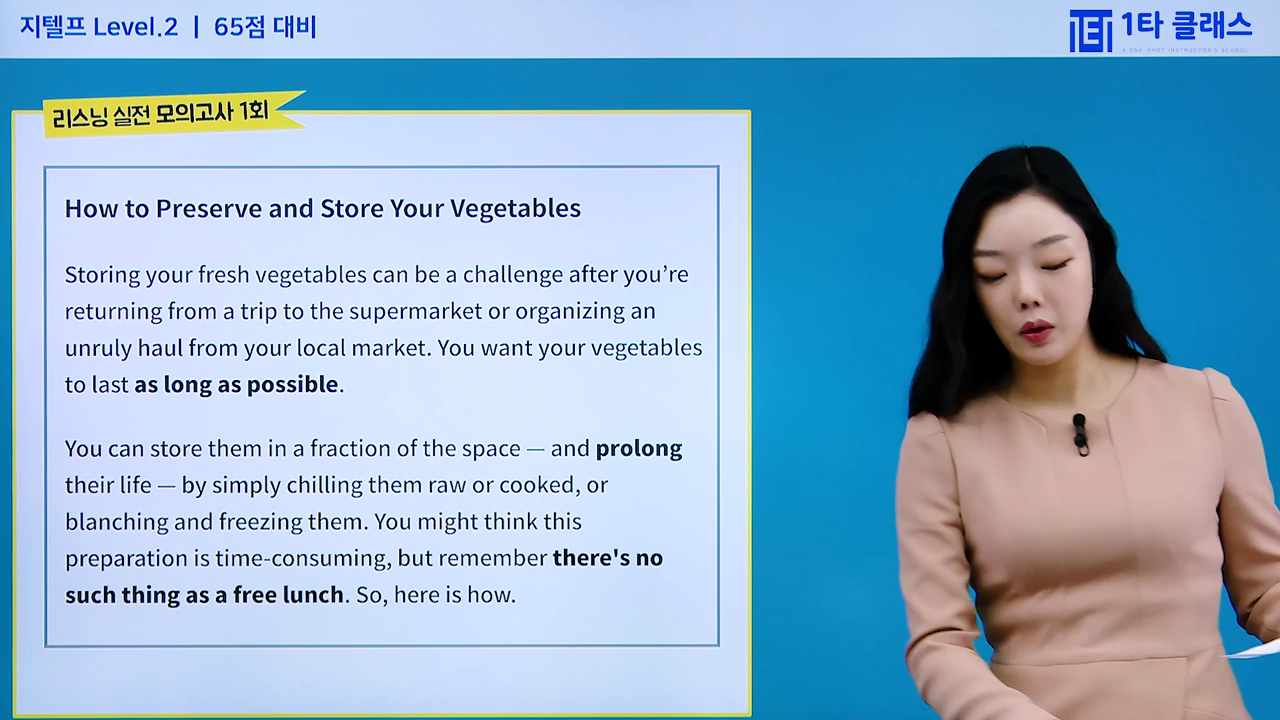 지텔프 Level.2 | 65점 대비
1타 클래스
A ONE-SHOT INSTRUCTOR'S SCHOOL
리스닝 실전 모의고사 1회
How to Preserve and Store Your Vegetables
Storing your fresh vegetables can be a challenge after you’re
returning from a trip to the supermarket or organizing an
unruly haul from your local market. You want your vegetables
to last as long as possible.
You can store them in a fraction of the space — and prolong
their life — by simply chilling them raw or cooked, or
blanching and freezing them. You might think this
preparation is time-consuming, but remember there's no
such thing as a free lunch. So, here is how.